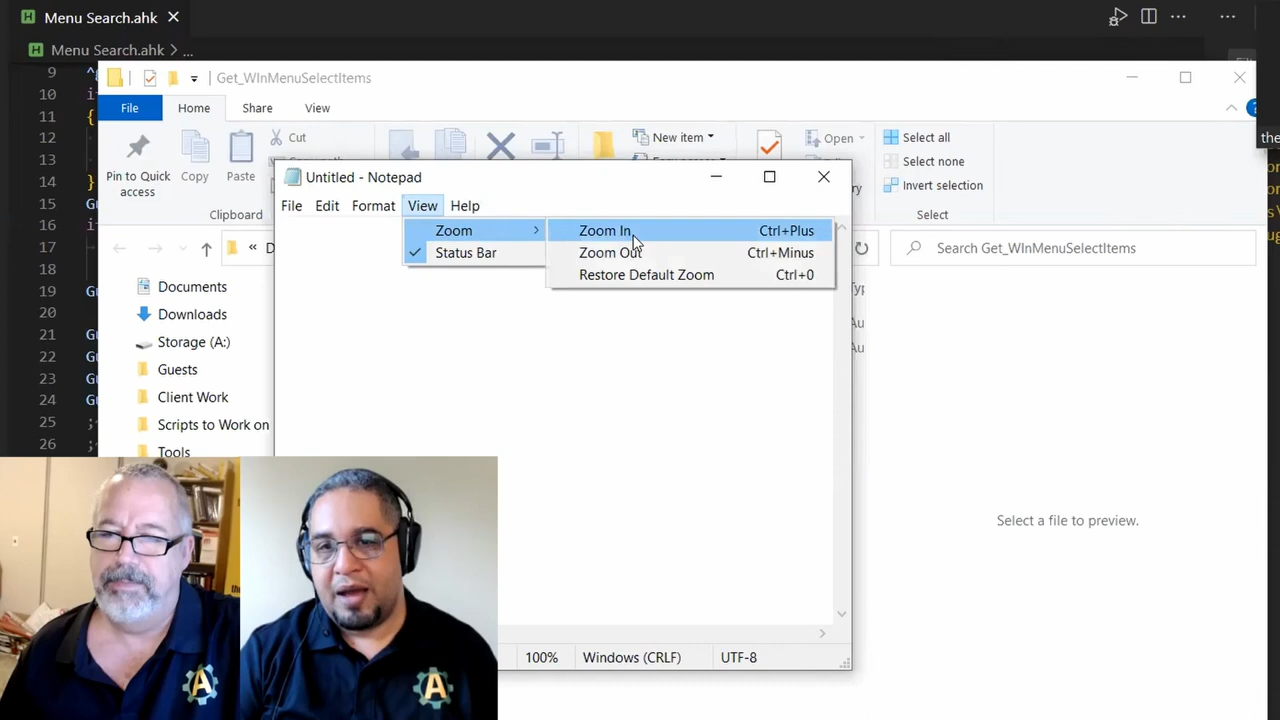 Menu Search.ahk
Menu Search.ahk > ...
9
10
11
12
13
14
15
16
17
19
20
21
22
23
24
25
26
Get_WInMenuSelectItems
File
Home
Share
View
Pin to Quick access
Copy
Paste
Cut
Clipboard
New item
Open
Select all
Select none
Invert selection
Select
the
Untitled - Notepad
File Edit Format View Help
Zoom
Status Bar
Zoom In Ctrl+Plus
Zoom Out Ctrl+Minus
Restore Default Zoom Ctrl+0
Search Get_WInMenuSelectItems
Documents
Downloads
Storage (A:)
Guests
Client Work
Scripts to Work on
Tools
Select a file to preview.
100%
Windows (CRLF)
UTF-8
A
A